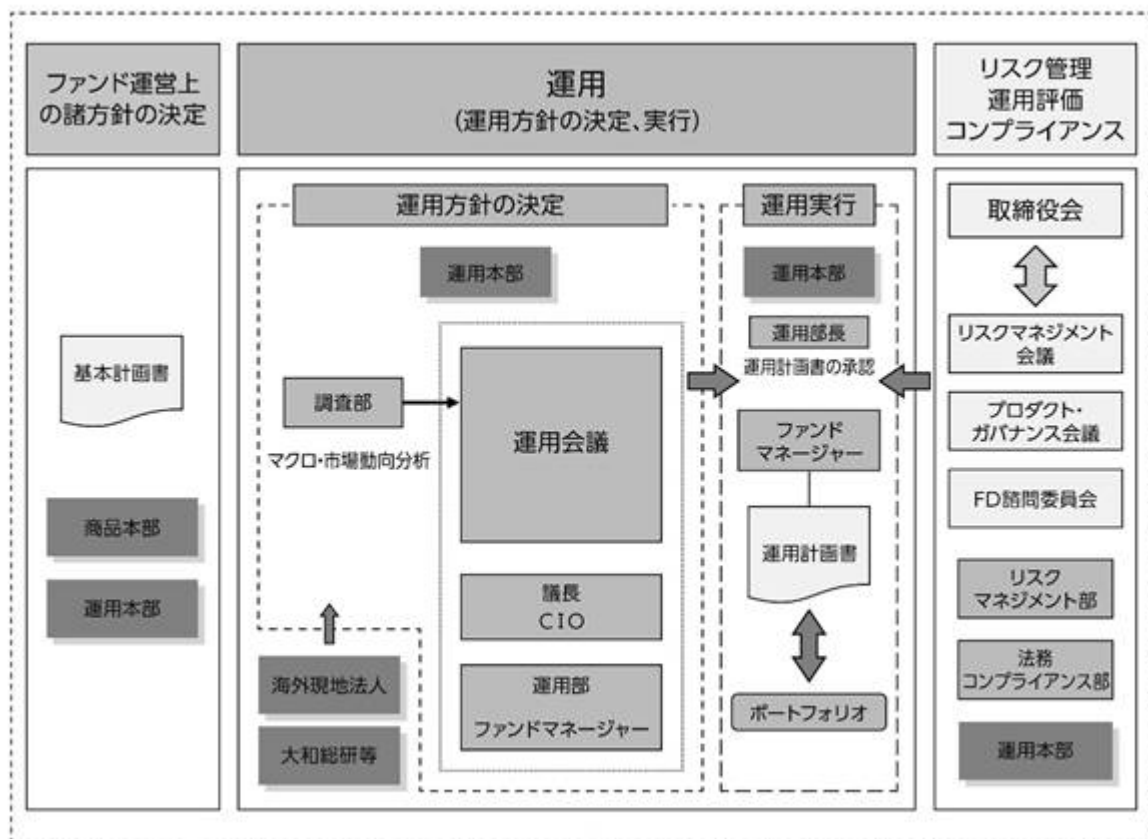 ファンド運営上
の諸方針の決定
基本計画書
商品本部
運用本部
運用
(運用方針の決定、実行)
運用方針の決定
運用本部
調査部
マクロ・市場動向分析
運用会議
議長
CIO
運用部
ファンドマネージャー
海外現地法人
大和総研等
運用実行
運用本部
運用部長
運用計画書の承認
ファンド
マネージャー
運用計画書
ポートフォリオ
リスク管理
運用評価
コンプライアンス
取締役会
リスクマネジメント
会議
プロダクト・
ガバナンス会議
FD諮問委員会
リスク
マネジメント部
法務
コンプライアンス部
運用本部